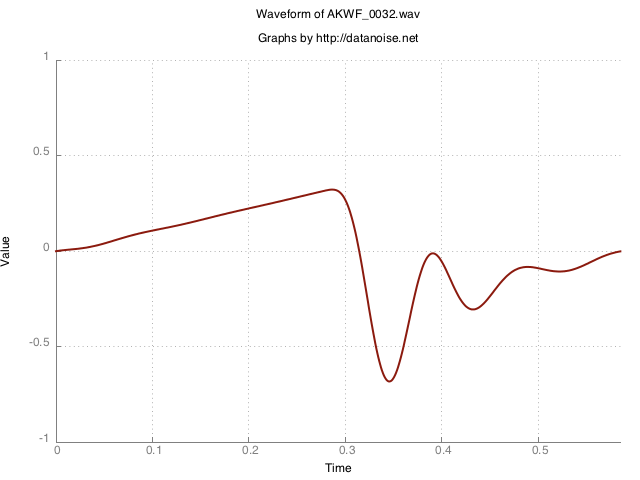 Waveform of AKWF_0032.wav
Graphs by http://datanoise.net
1
0.5
0
-0.5
-1
Value
0 0.1 0.2 0.3 0.4 0.5
Time